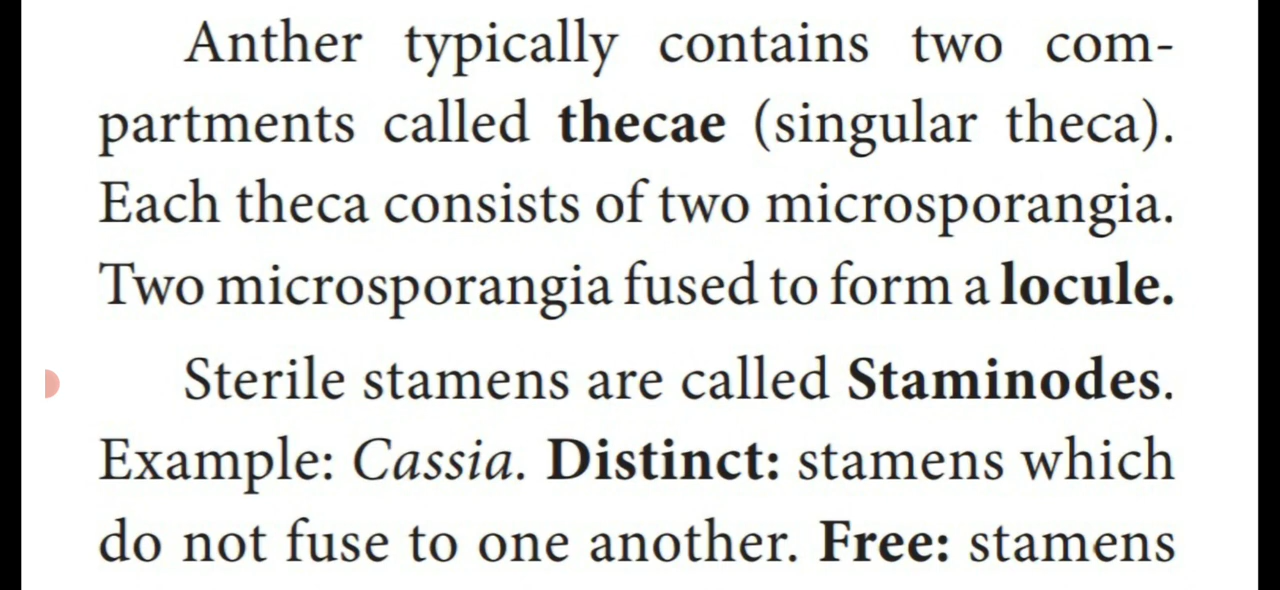 Anther typically contains two com-
partments called thecae (singular theca).
Each theca consists of two microsporangia.
Two microsporangia fused to form a locule.
Sterile stamens are called Staminodes.
Example: Cassia. Distinct: stamens which
do not fuse to one another. Free: stamens